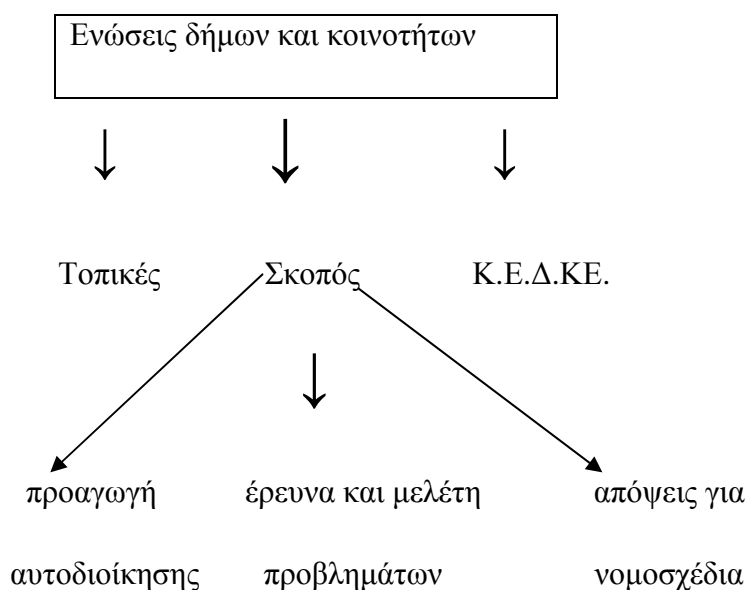 Ενώσεις δήμων και κοινοτήτων
Τοπικές Σκοπός Κ.Ε.Δ.ΚΕ.
προαγωγή έρευνα και μελέτη απόψεις για
αυτοδιοίκησης προβλημάτων νομοσχέδια